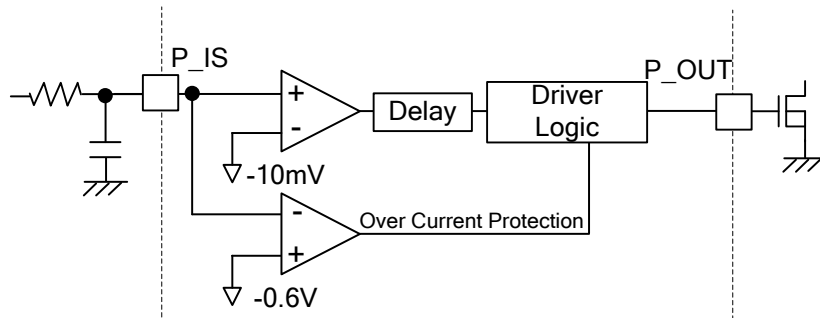 P_IS
P_OUT
+
-
-10mV
Delay
Driver
Logic
-
+
-0.6V
Over Current Protection